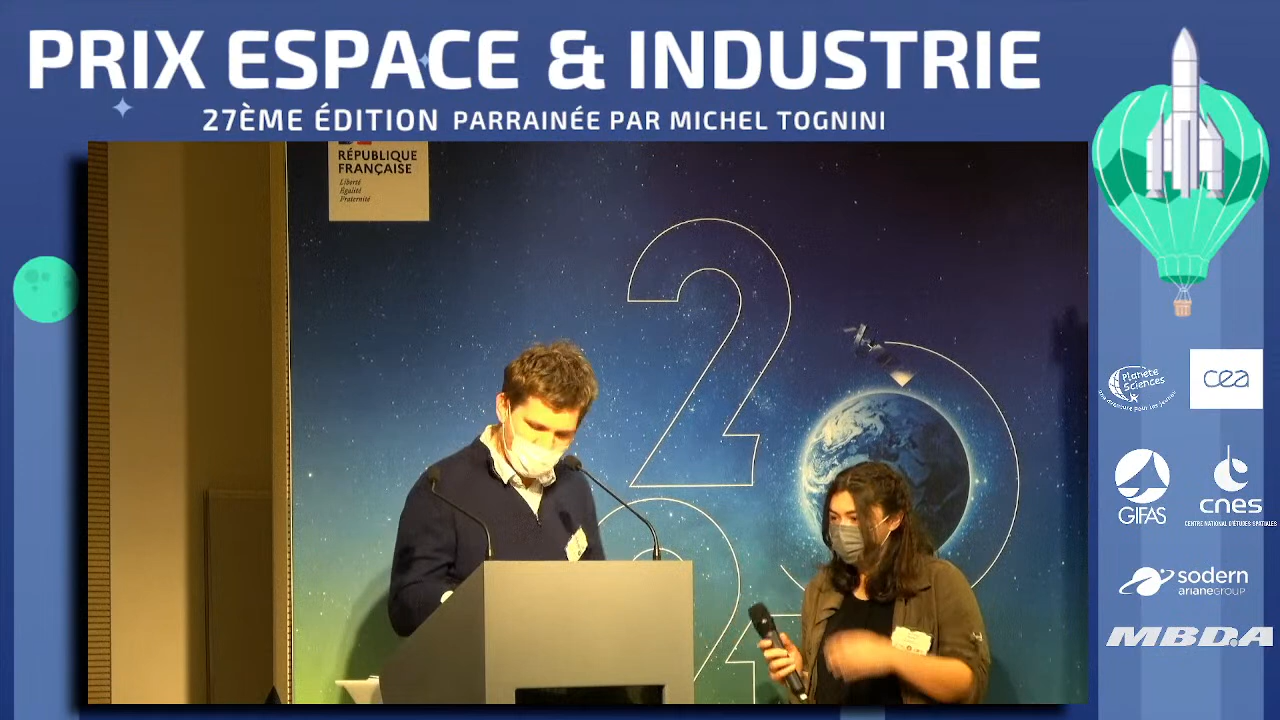 PRIX ESPACE & INDUSTRIE
27ÈME ÉDITION PARRAINÉE PAR MICHEL TOGNINI
RÉPUBLIQUE
FRANÇAISE
Liberté
Égalité
Fraternité
2
Planète
Sciences
cea
GIFAS
cnes
CENTRE NATIONAL D'ÉTUDES SPATIALES
sodern
arianeGROUP
MBDA